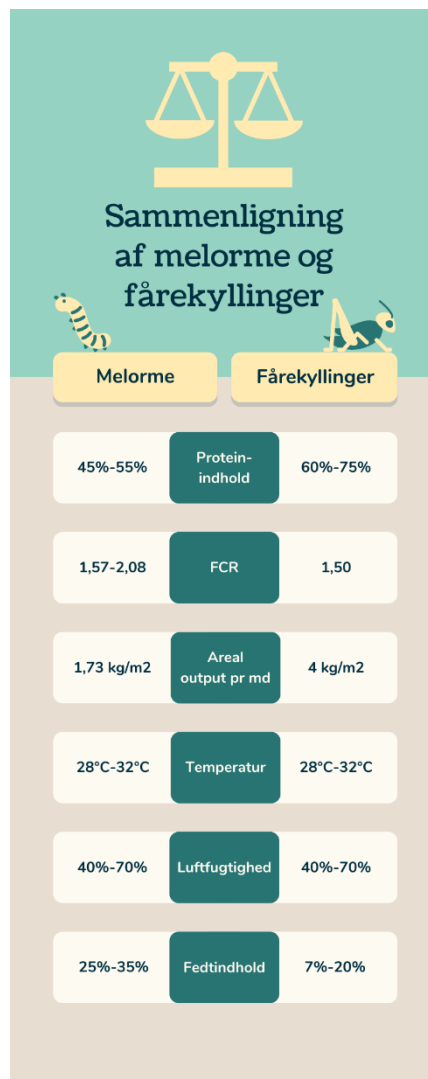 Sammenligning
af melorme og
fårekyllinger
Melorme
Fårekyllinger
45%-55%
Protein-
indhold
60%-75%
1,57-2,08
FCR
1,50
1,73 kg/m2
Areal
output pr md
4 kg/m2
28°C-32°C
Temperatur
28°C-32°C
40%-70%
Luftfugtighed
40%-70%
25%-35%
Fedtindhold
7%-20%